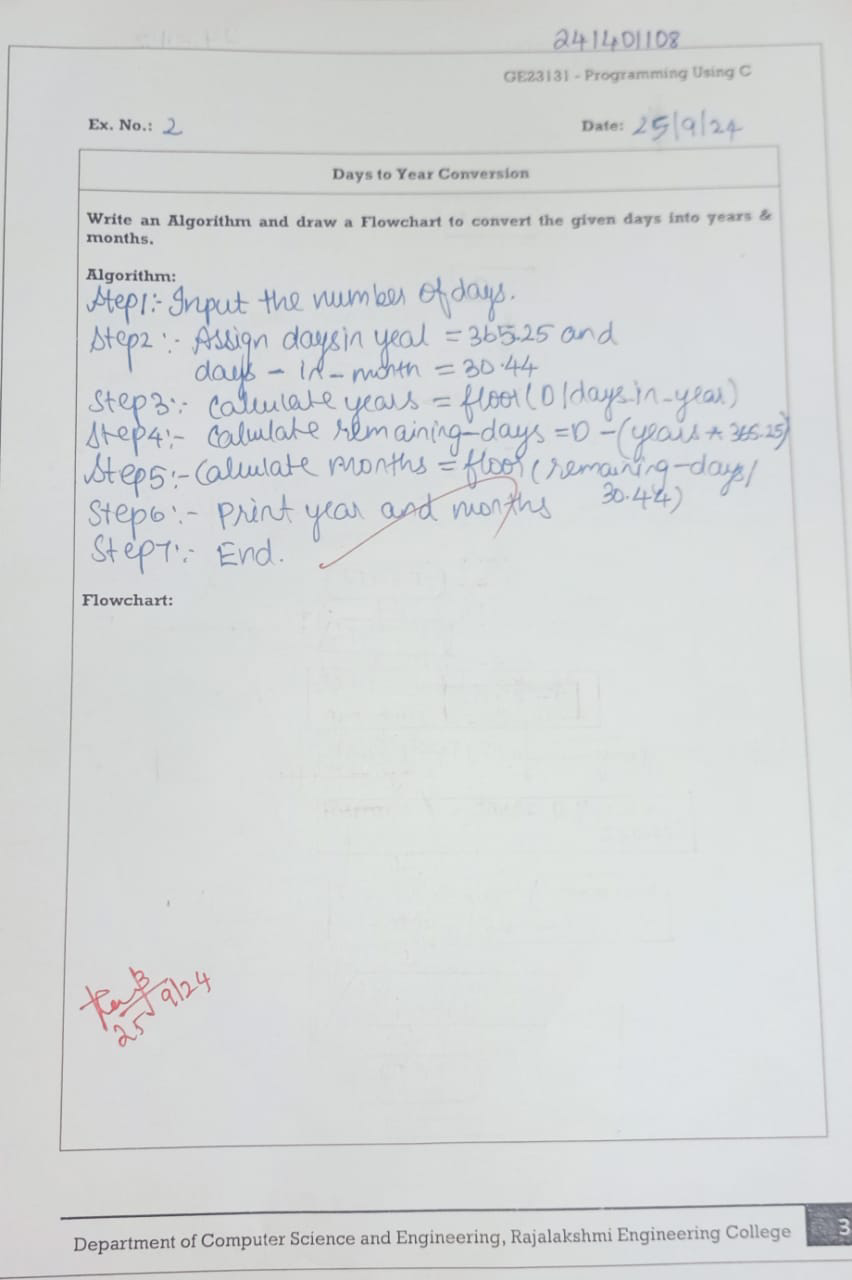 241401108
GE23131 - Programming Using C
Ex. No.: 2 Date: 25/9/24
Days to Year Conversion
Write an Algorithm and draw a Flowchart to convert the given days into years &
months.
Algorithm:
Step1:- Input the number of days.
Step2:- Assign daysin year = 365.25 and
days - in - month = 30.44
Step3:- Calculate years = floor(D/days-in-year)
Step4:- Calculate remaining-days = D -(years * 365.25)
Step5:- Calculate months = floor(remaining-days/
30.44)
Step6:- Print year and months
Step7:- End.
Flowchart:
25/9/24
Department of Computer Science and Engineering, Rajalakshmi Engineering College 3